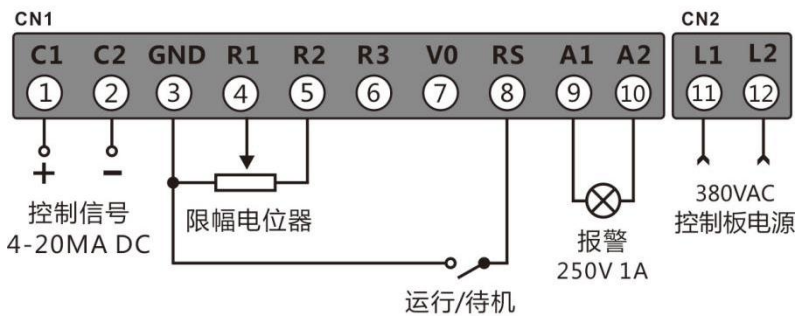 CN1 CN2
C1 C2 GND R1 R2 R3 V0 RS A1 A2 L1 L2
1 2 3 4 5 6 7 8 9 10 11 12
+ −
控制信号
4-20MA DC
限幅电位器
运行/待机
报警
250V 1A
380VAC
控制板电源